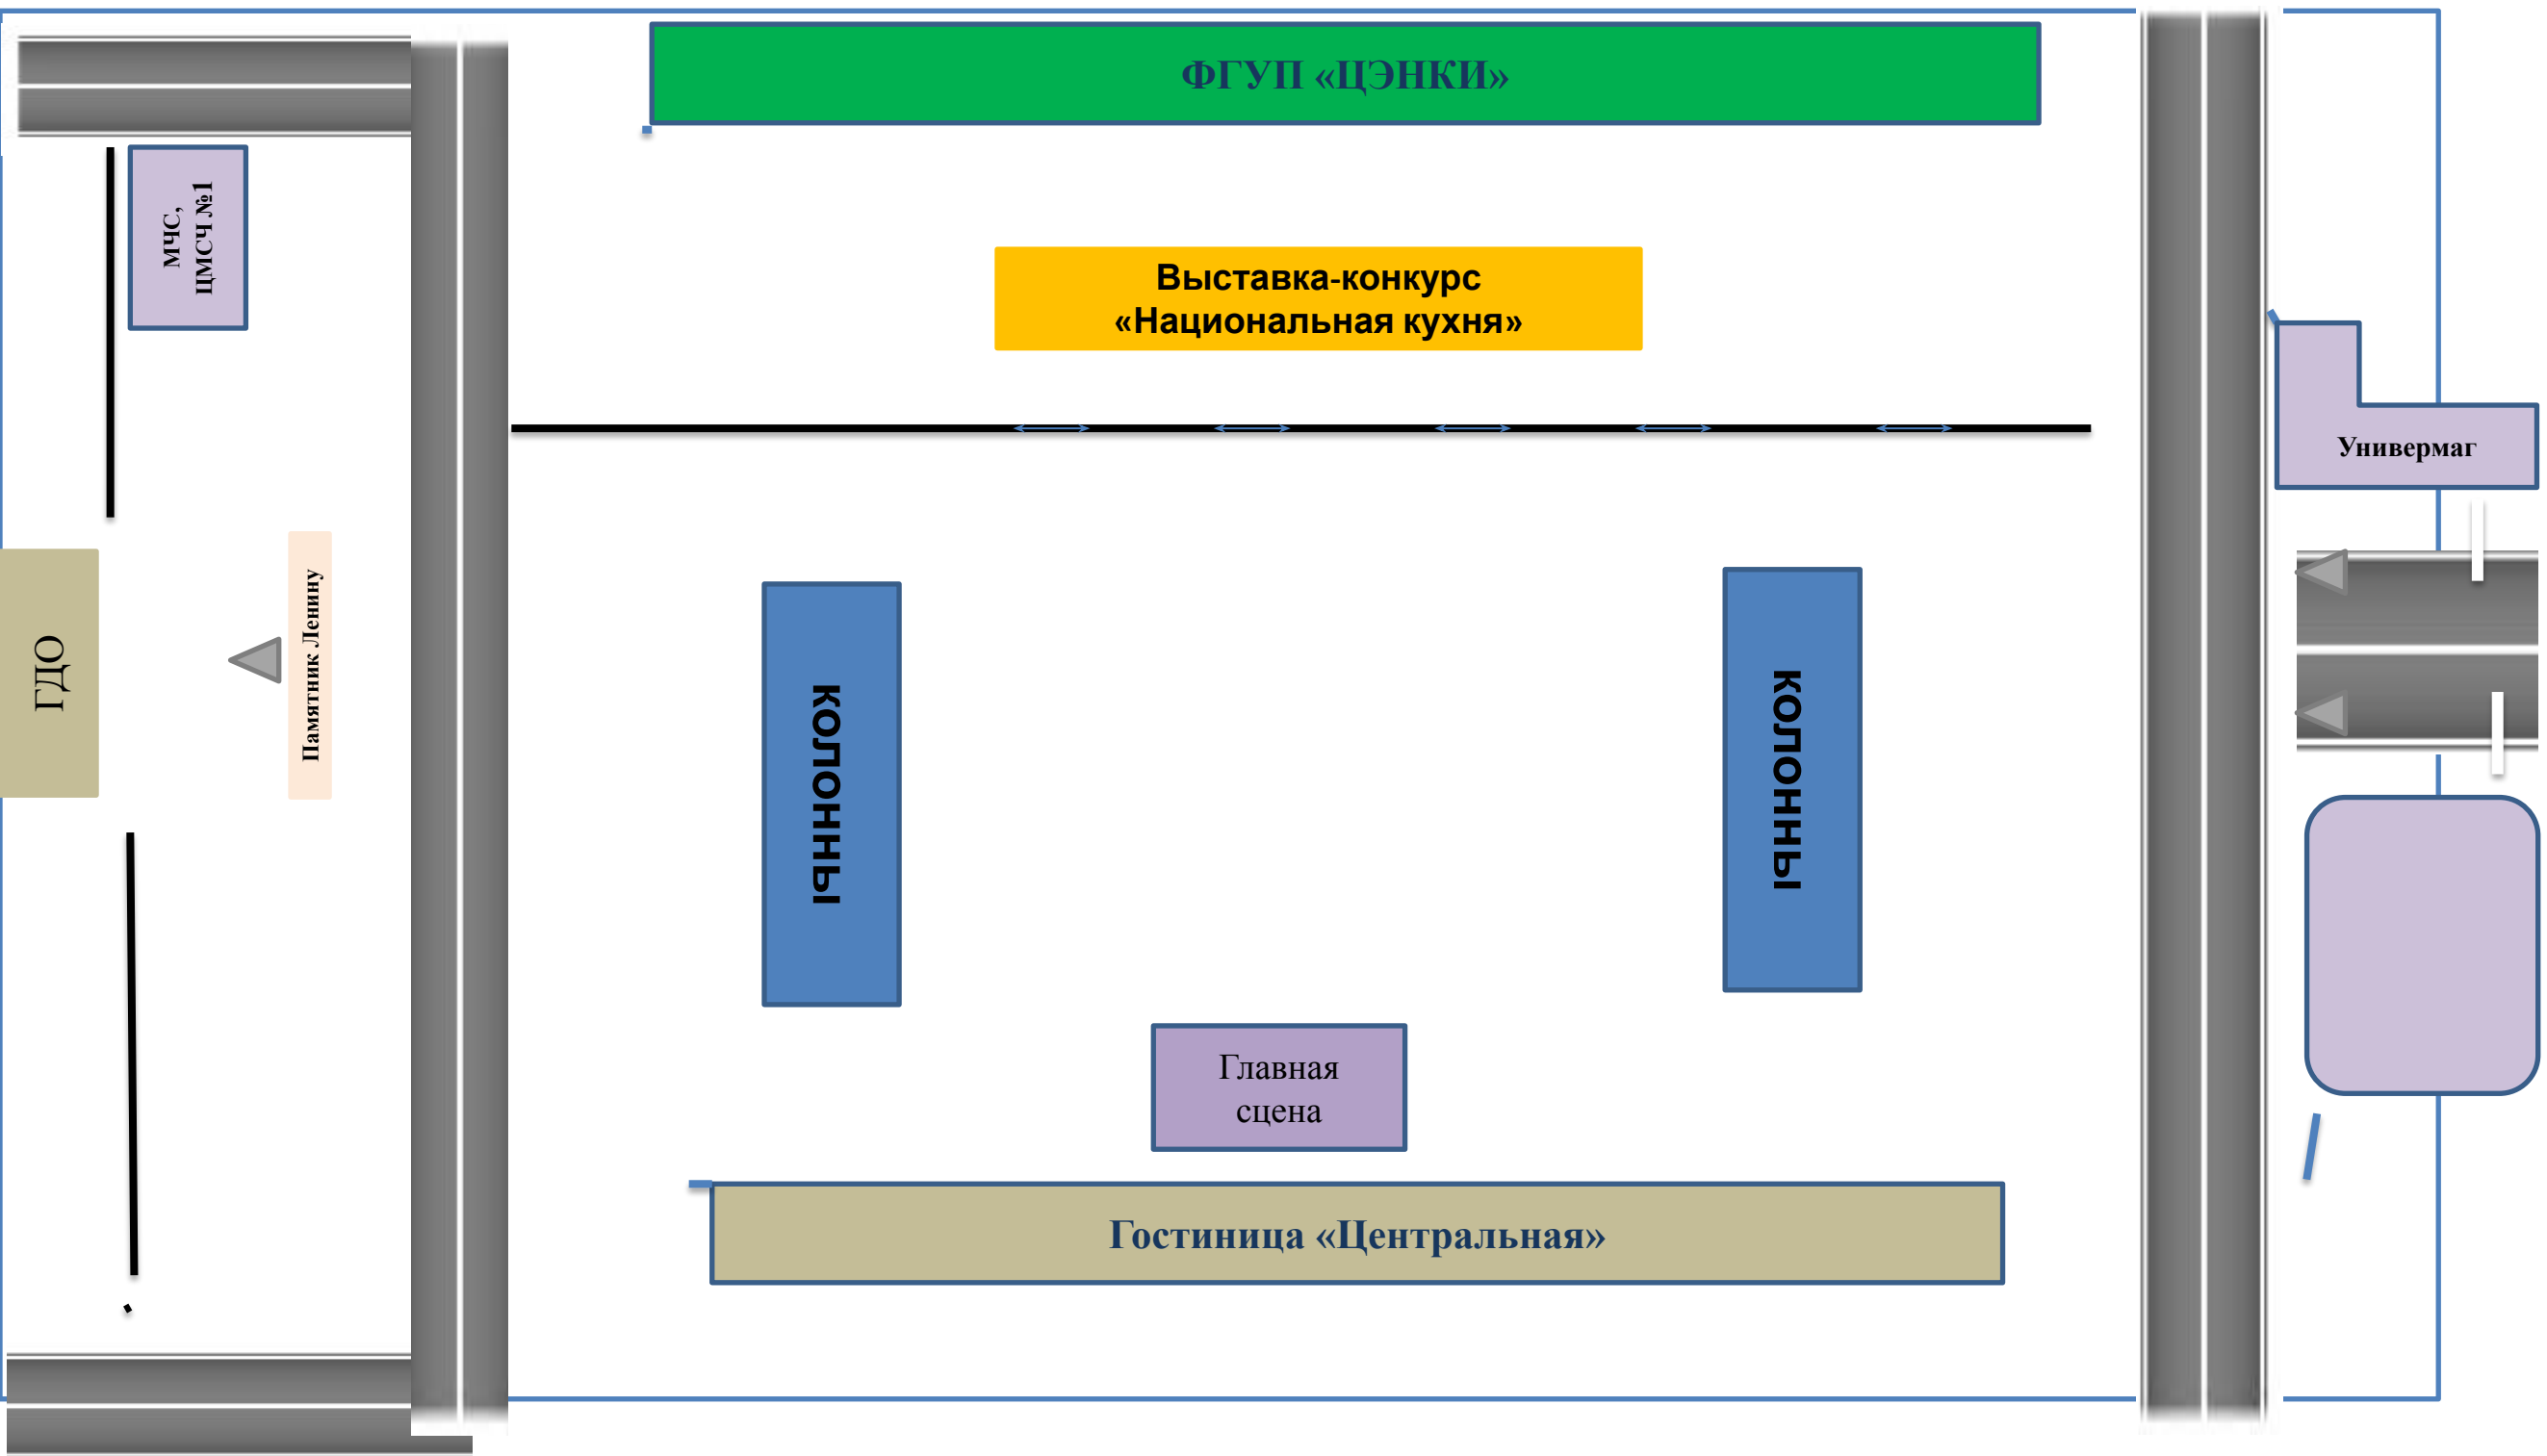 ФГУП «ЦЭНКИ»
МЧС,
ЦМСЧ №1
Выставка-конкурс
«Национальная кухня»
Универмаг
ГДО
Памятник Ленину
колонны
колонны
Главная
сцена
Гостиница «Центральная»